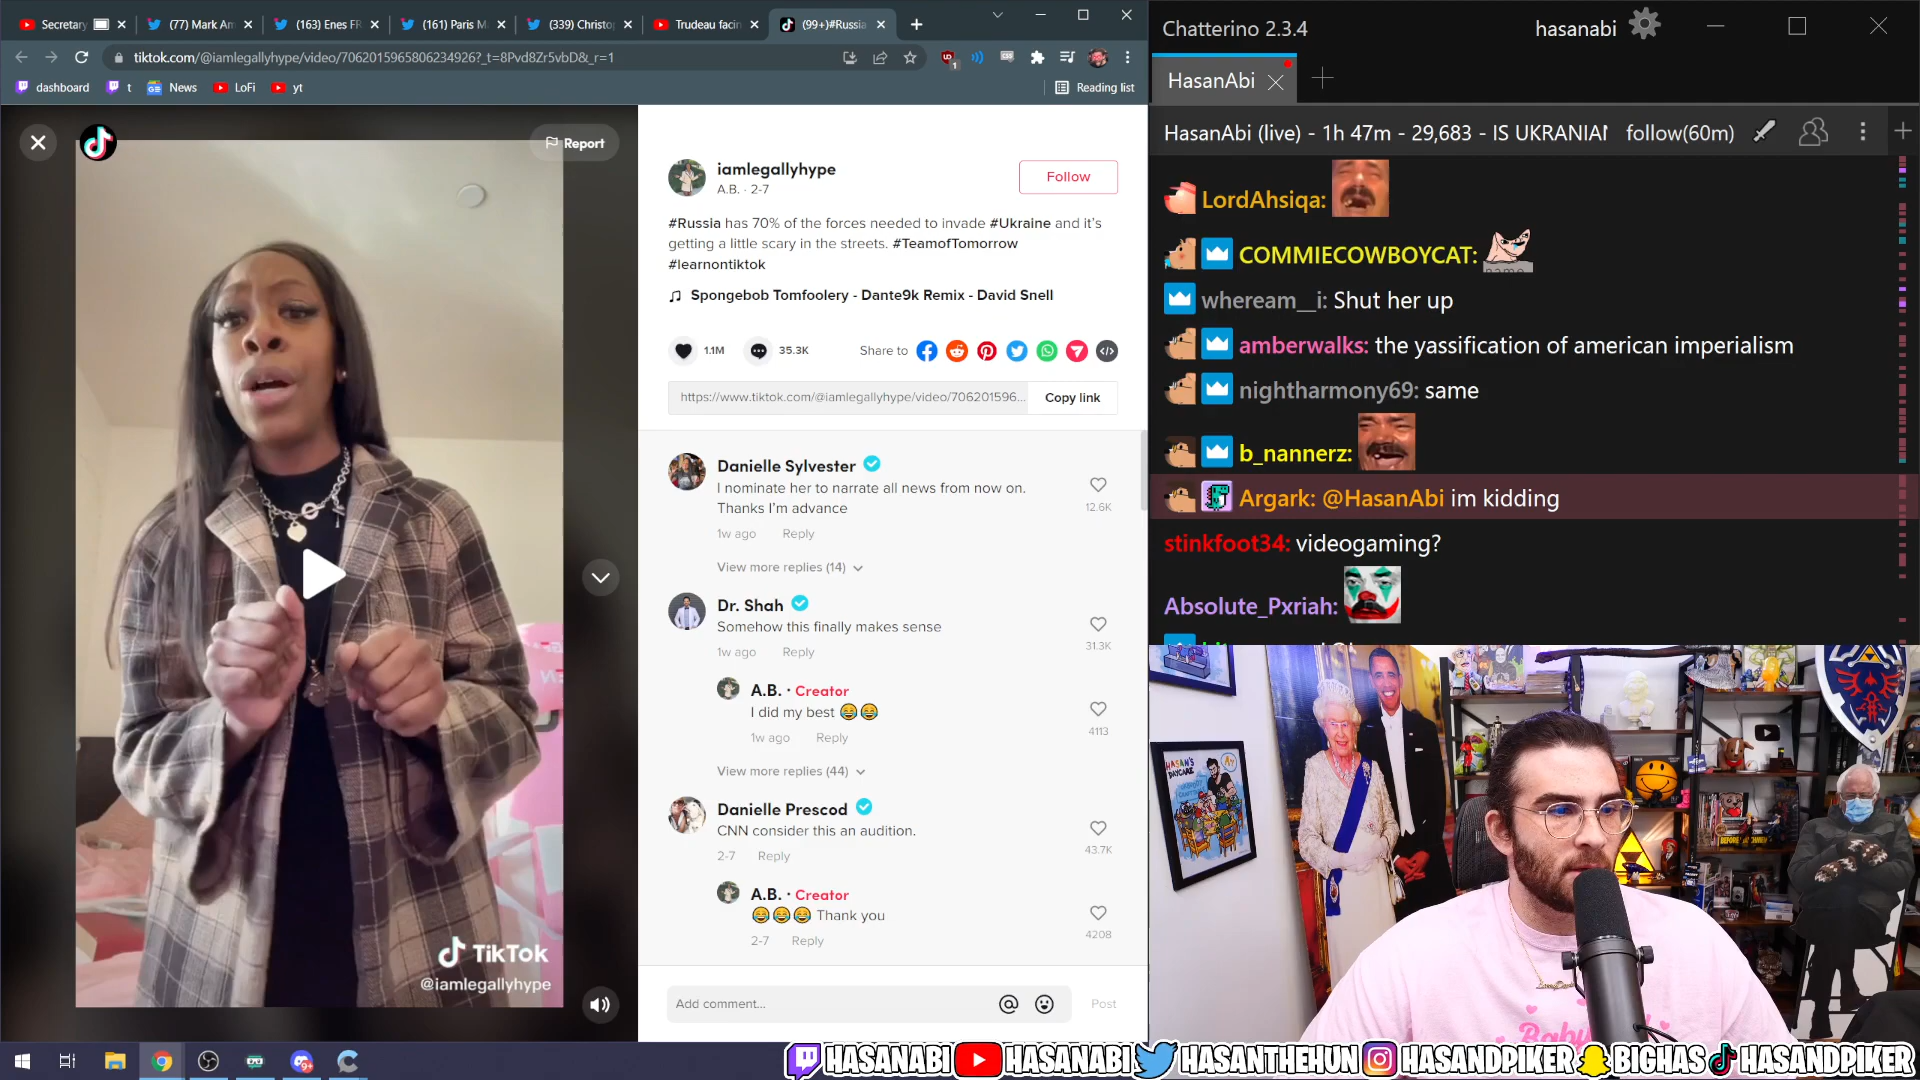 Secretary
(77) Mark Am
(163) Enes FR
(161) Paris M
(339) Christo
Trudeau facin
(99+)#Russia
tiktok.com/@iamlegallyhype/video/7062015965806234926?_t=8Pvd8Zr5vbD&_r=1
dashboard
t
News
LoFi
yt
Reading list
Report
TikTok
@iamlegallyhype
iamlegallyhype
A.B. · 2-7
Follow
#Russia has 70% of the forces needed to invade #Ukraine and it's
getting a little scary in the streets. #TeamofTomorrow
#learnontiktok
Spongebob Tomfoolery - Dante9k Remix - David Snell
1.1M
35.3K
Share to
https://www.tiktok.com/@iamlegallyhype/video/706201596...
Copy link
Danielle Sylvester
I nominate her to narrate all news from now on.
Thanks I'm advance
12.6K
1w ago Reply
View more replies (14)
Dr. Shah
Somehow this finally makes sense
31.3K
1w ago Reply
A.B. · Creator
I did my best 😂😂
4113
1w ago Reply
View more replies (44)
Danielle Prescod
CNN consider this an audition.
43.7K
2-7 Reply
A.B. · Creator
😂😂😂 Thank you
4208
2-7 Reply
Add comment...
Post
Chatterino 2.3.4
hasanabi
HasanAbi
HasanAbi (live) - 1h 47m - 29,683 - IS UKRANIAN
follow(60m)
LordAhsiqa:
COMMIECOWBOYCAT:
wheream__i: Shut her up
amberwalks: the yassification of american imperialism
nightharmony69: same
b_nannerz:
Argark: @HasanAbi im kidding
stinkfoot34: videogaming?
Absolute_Pxriah:
HASAN'S
DAYCARE
HASANABI HASANABI HASANTHEHUN HASANDPIKER BIGHAS HASANDPIKER